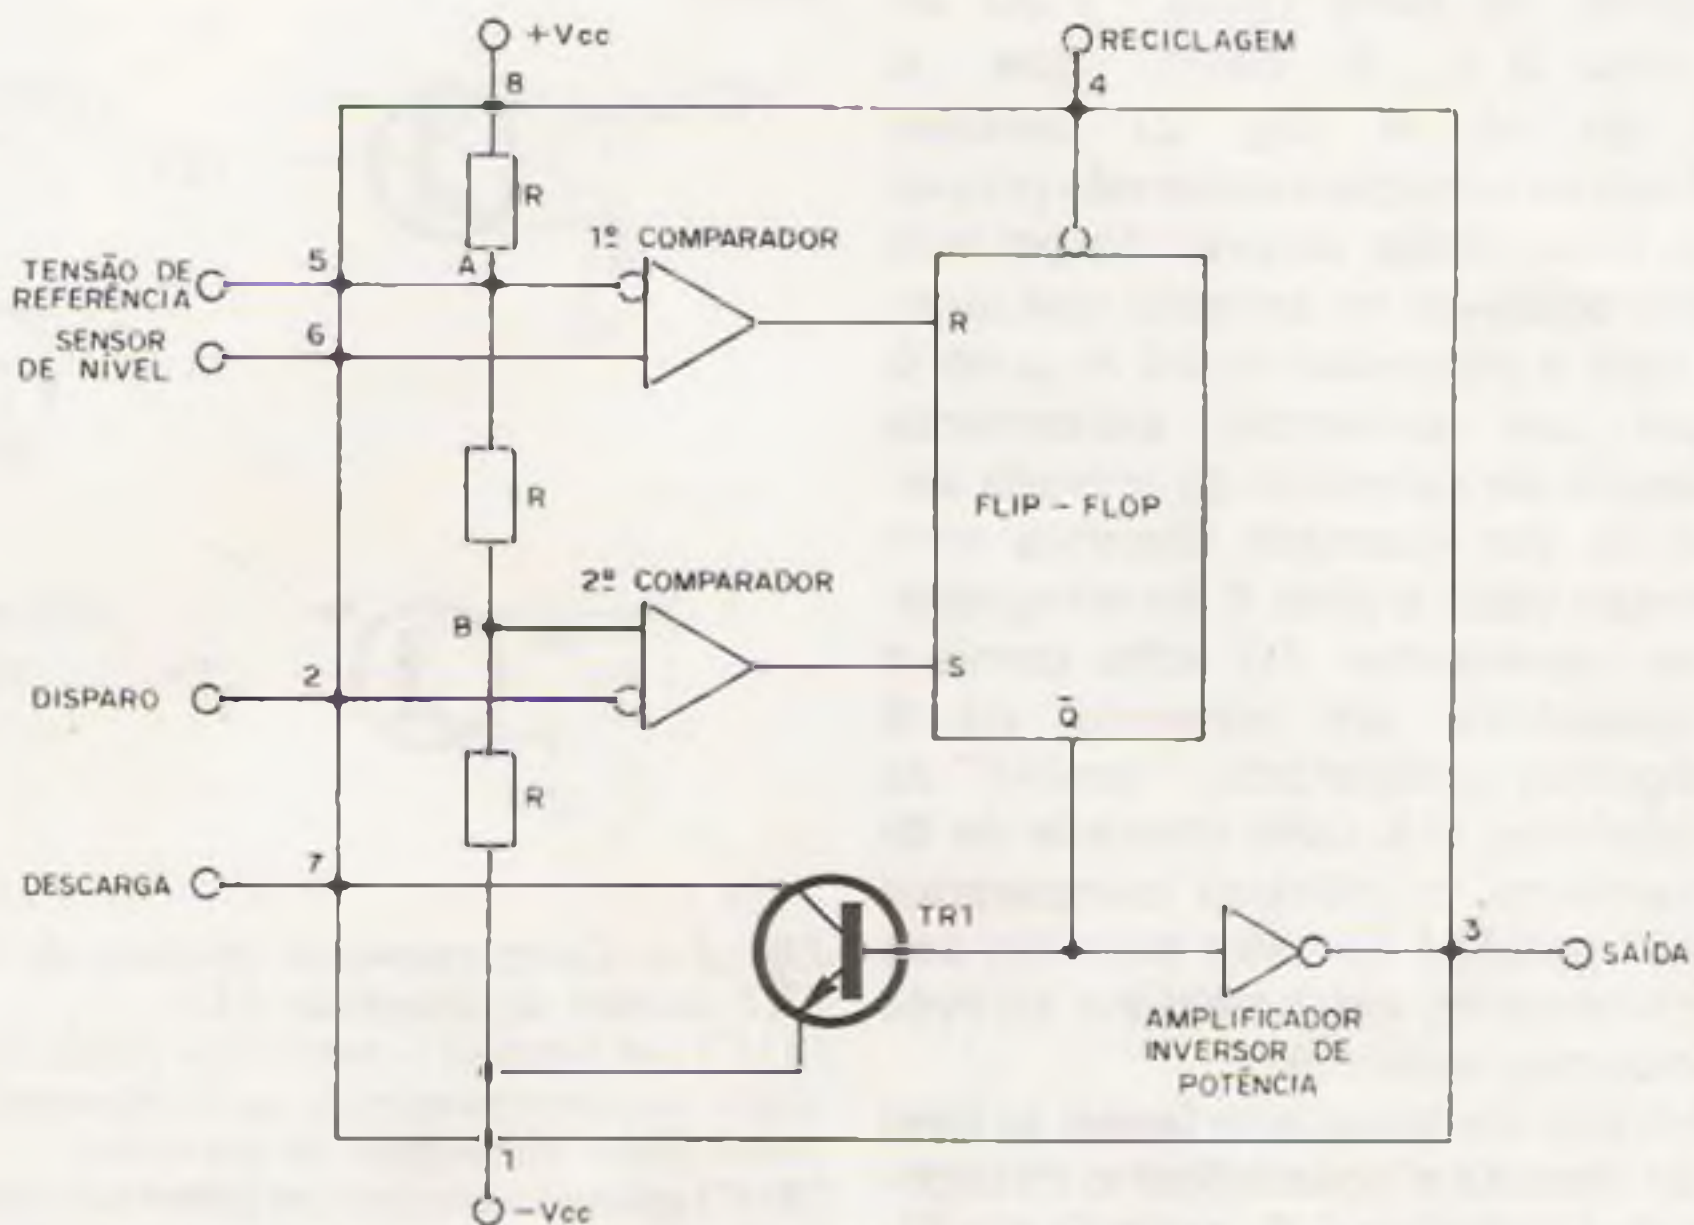 +Vcc
8
RECICLAGEM
4
R
1º COMPARADOR
TENSÃO DE
REFERÊNCIA
5
A
SENSOR
DE NÍVEL
6
R
R
FLIP - FLOP
2º COMPARADOR
B
S
DISPARO
2
Q̄
R
DESCARGA
7
TR1
3
SAÍDA
AMPLIFICADOR
INVERSOR DE
POTÊNCIA
1
-Vcc